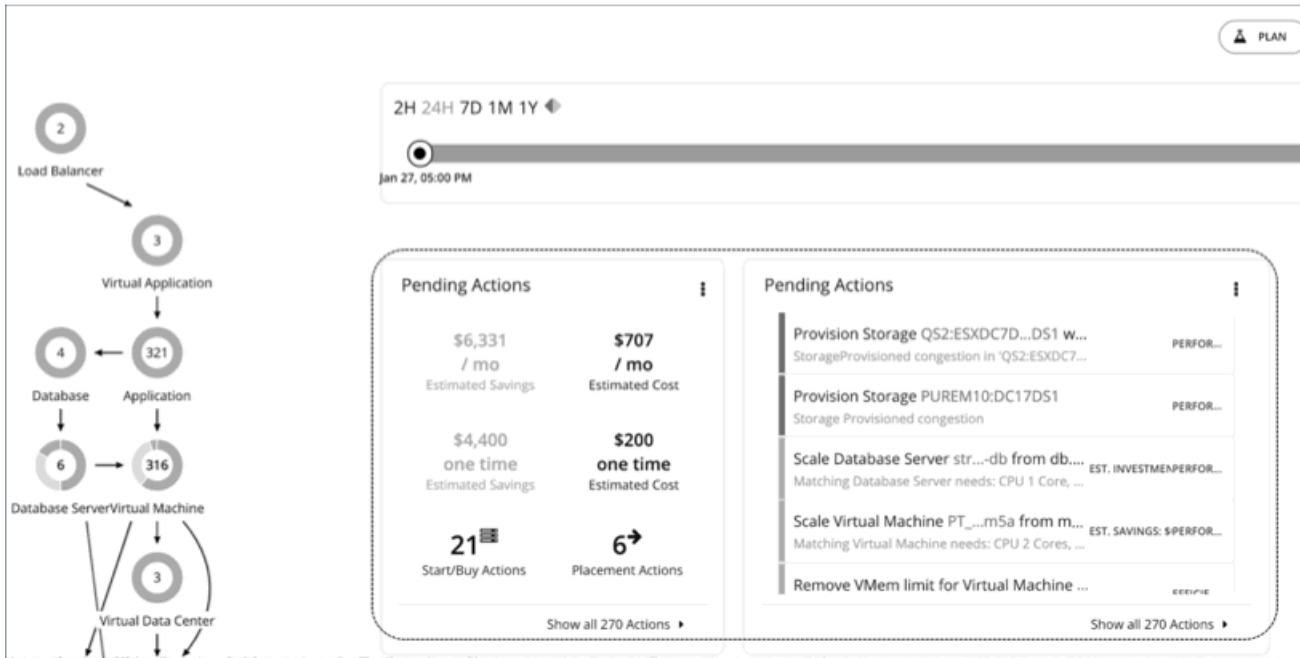 PLAN
2H 24H 7D 1M 1Y
Jan 27, 05:00 PM
2
Load Balancer
3
Virtual Application
4
321
Database
Application
6
316
Database Server
Virtual Machine
3
Virtual Data Center
Pending Actions
$6,331
/ mo
Estimated Savings
$707
/ mo
Estimated Cost
$4,400
one time
Estimated Savings
$200
one time
Estimated Cost
21
Start/Buy Actions
6
Placement Actions
Show all 270 Actions
Pending Actions
Provision Storage QS2:ESXDC7D...DS1 w...
StorageProvisioned congestion in 'QS2:ESXDC7...
PERFOR...
Provision Storage PUREM10:DC17DS1
Storage Provisioned congestion
PERFOR...
Scale Database Server str...-db from db....
Matching Database Server needs: CPU 1 Core, ...
EST. INVESTMEN
PERFOR...
Scale Virtual Machine PT_...m5a from m...
Matching Virtual Machine needs: CPU 2 Cores, ...
EST. SAVINGS:
PERFOR...
Remove VMem limit for Virtual Machine ...
Show all 270 Actions